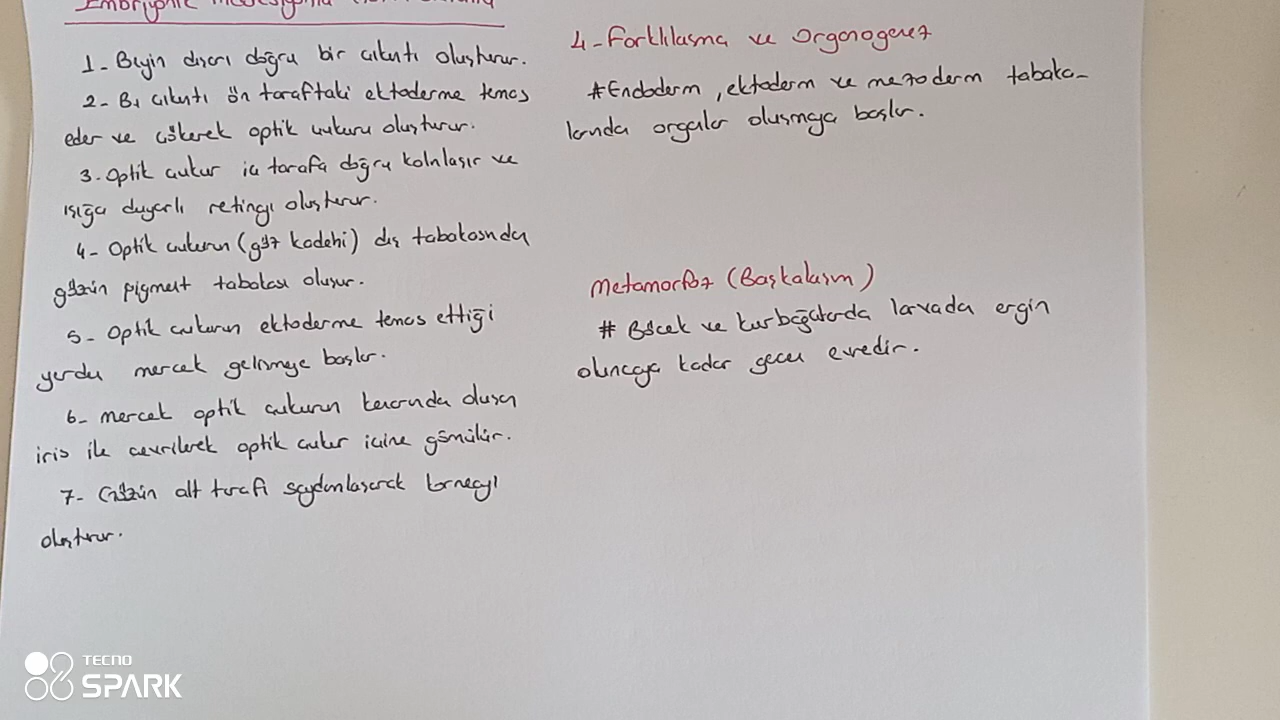 Embriyonik
1- Beyin dışarı doğru bir çıkıntı oluşturur.
2- Bu çıkıntı ön taraftaki ektoderme temas
eder ve çökerek optik çukuru oluşturur.
3. Optik çukur iç tarafa doğru kalınlaşır ve
ışığa duyarlı retinayı oluşturur.
4- Optik çukurun (göz kadehi) dış tabakasında
gözün pigment tabakası oluşur.
5- Optik çukurun ektoderme temas ettiği
yerde mercek gelişmeye başlar.
6- mercek optik çukurun kenarında oluşan
iris ile çevrilerek optik çukur içine gömülür.
7- Gözün alt tarafı saydamlaşarak korneayı
oluşturur.
4-Farklılaşma ve Organogenez
#Endoderm, ektoderm ve mezoderm tabaka-
larında organlar oluşmaya başlar.
Metamorfoz (Başkalaşım)
# Böcek ve kurbağalarda larvada ergin
oluncaya kadar geçen evredir.
TECNO
SPARK